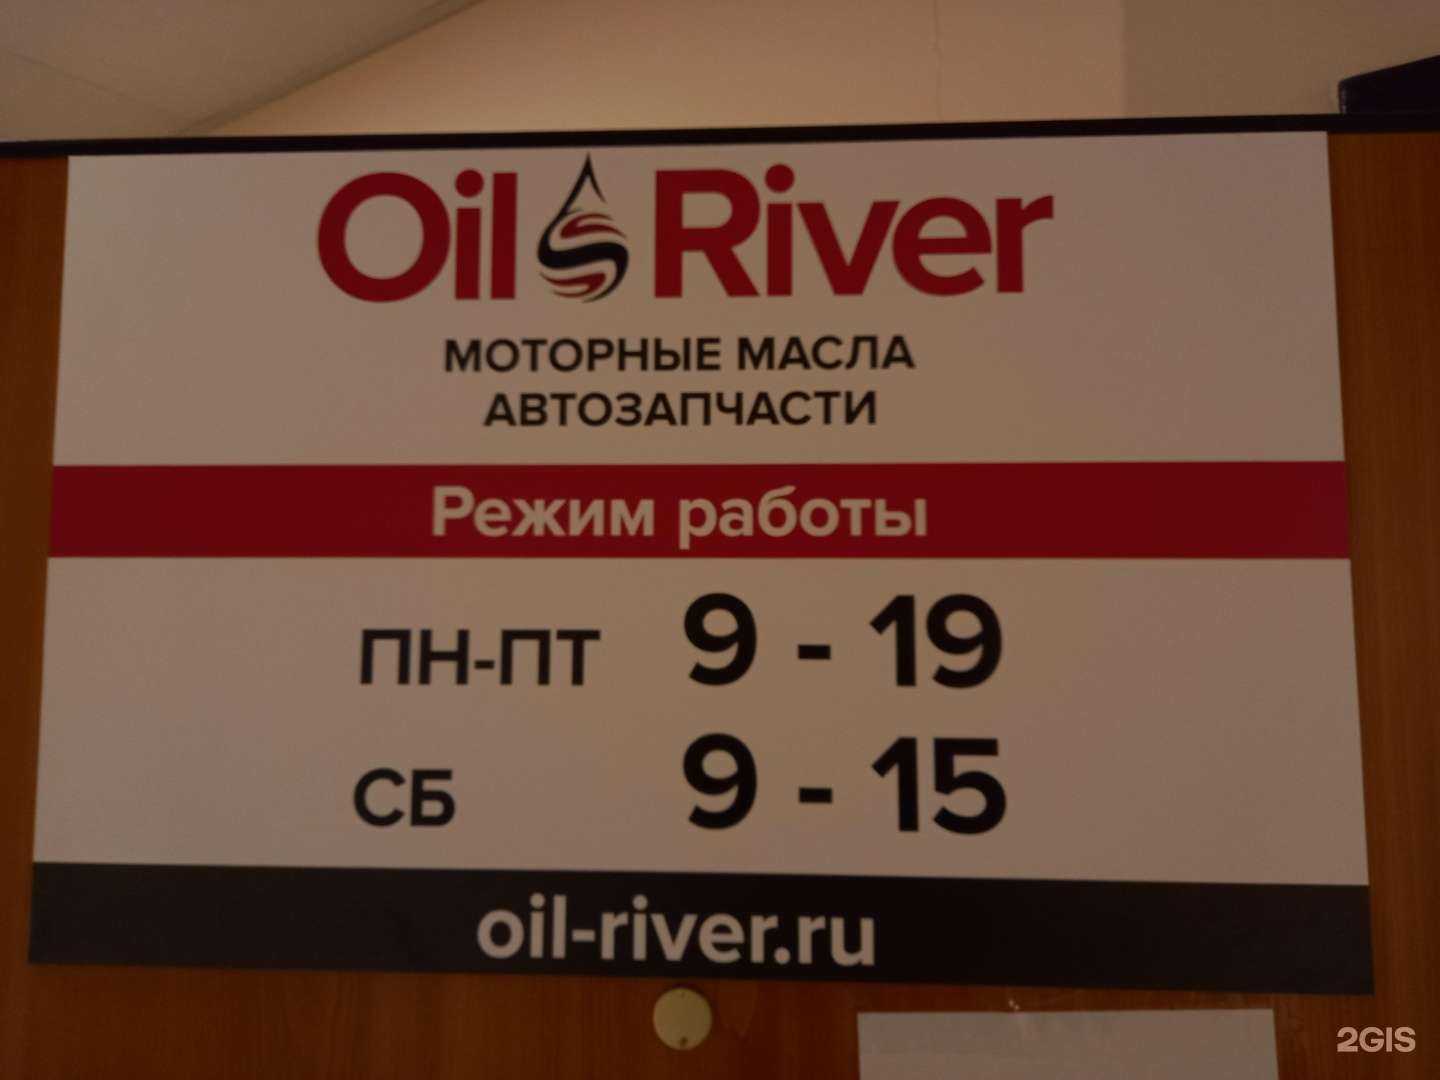 Oil River
МОТОРНЫЕ МАСЛА
АВТОЗАПЧАСТИ
Режим работы
ПН-ПТ 9 - 19
СБ 9 - 15
oil-river.ru
2GIS